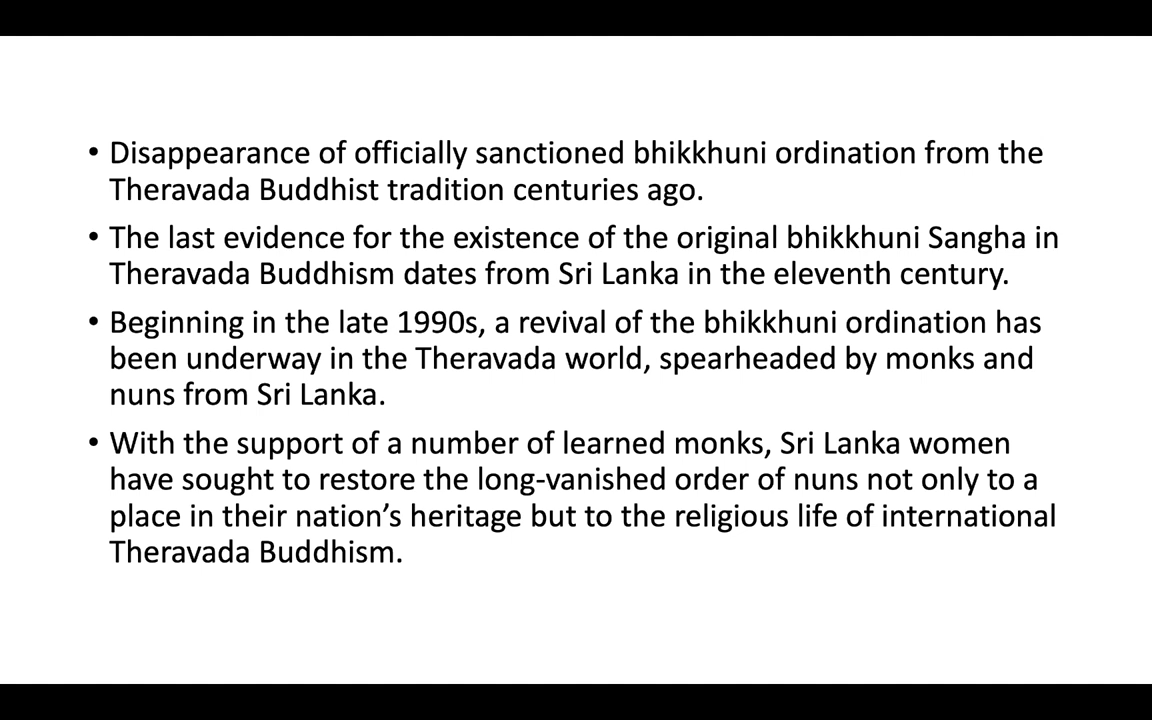 • Disappearance of officially sanctioned bhikkhuni ordination from the
Theravada Buddhist tradition centuries ago.
• The last evidence for the existence of the original bhikkhuni Sangha in
Theravada Buddhism dates from Sri Lanka in the eleventh century.
• Beginning in the late 1990s, a revival of the bhikkhuni ordination has
been underway in the Theravada world, spearheaded by monks and
nuns from Sri Lanka.
• With the support of a number of learned monks, Sri Lanka women
have sought to restore the long-vanished order of nuns not only to a
place in their nation’s heritage but to the religious life of international
Theravada Buddhism.